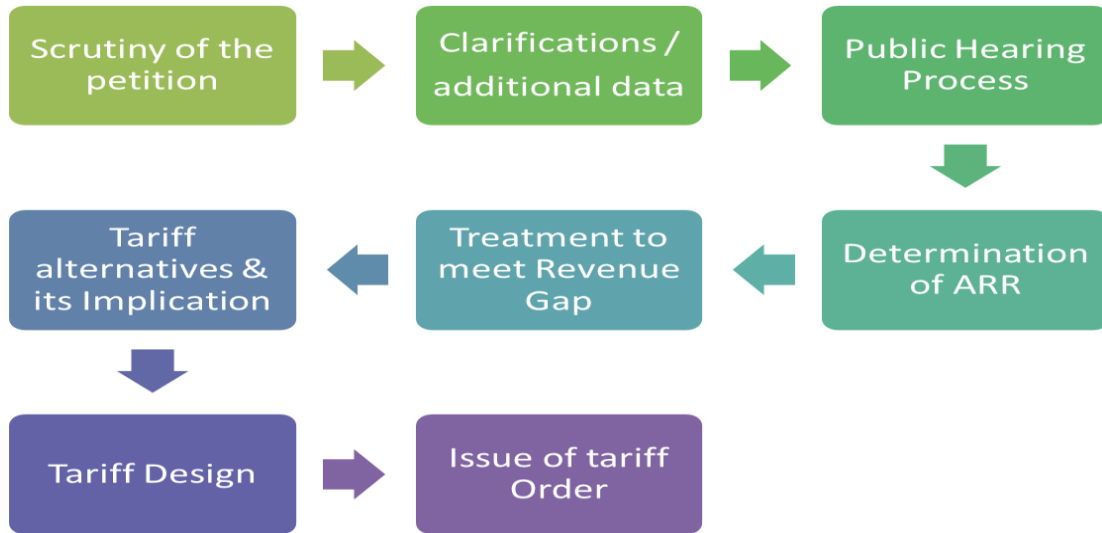 Scrutiny of the
petition
Clarifications /
additional data
Public Hearing
Process
Determination
of ARR
Treatment to
meet Revenue
Gap
Tariff
alternatives &
its Implication
Tariff Design
Issue of tariff
Order